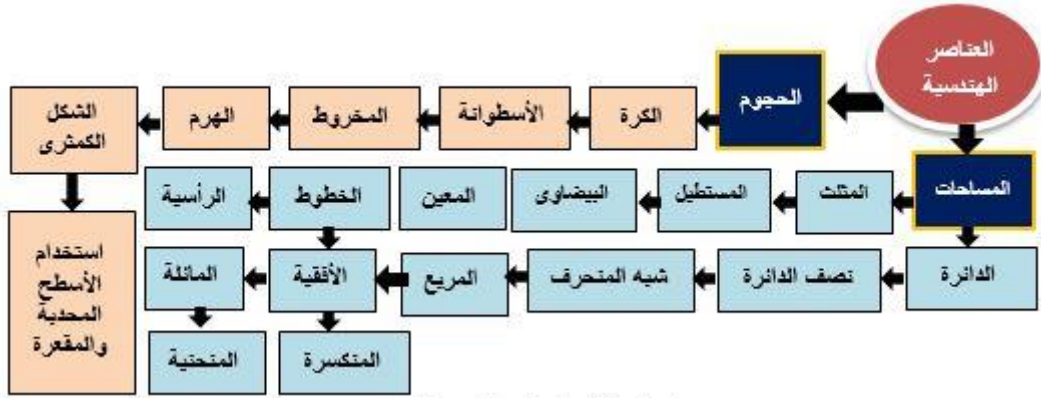 العناصر
الهندسية
الحجوم
الكرة
الأسطوانة
المخروط
الهرم
الشكل
الكمثرى
المساحات
المثلث
المستطيل
البيضاوى
المعين
الخطوط
الرأسية
استخدام
الأسطح
المحدبة
والمقعرة
الدائرة
نصف الدائرة
شبه المنحرف
المربع
الأفقية
المائلة
المنكسرة
المنحنية